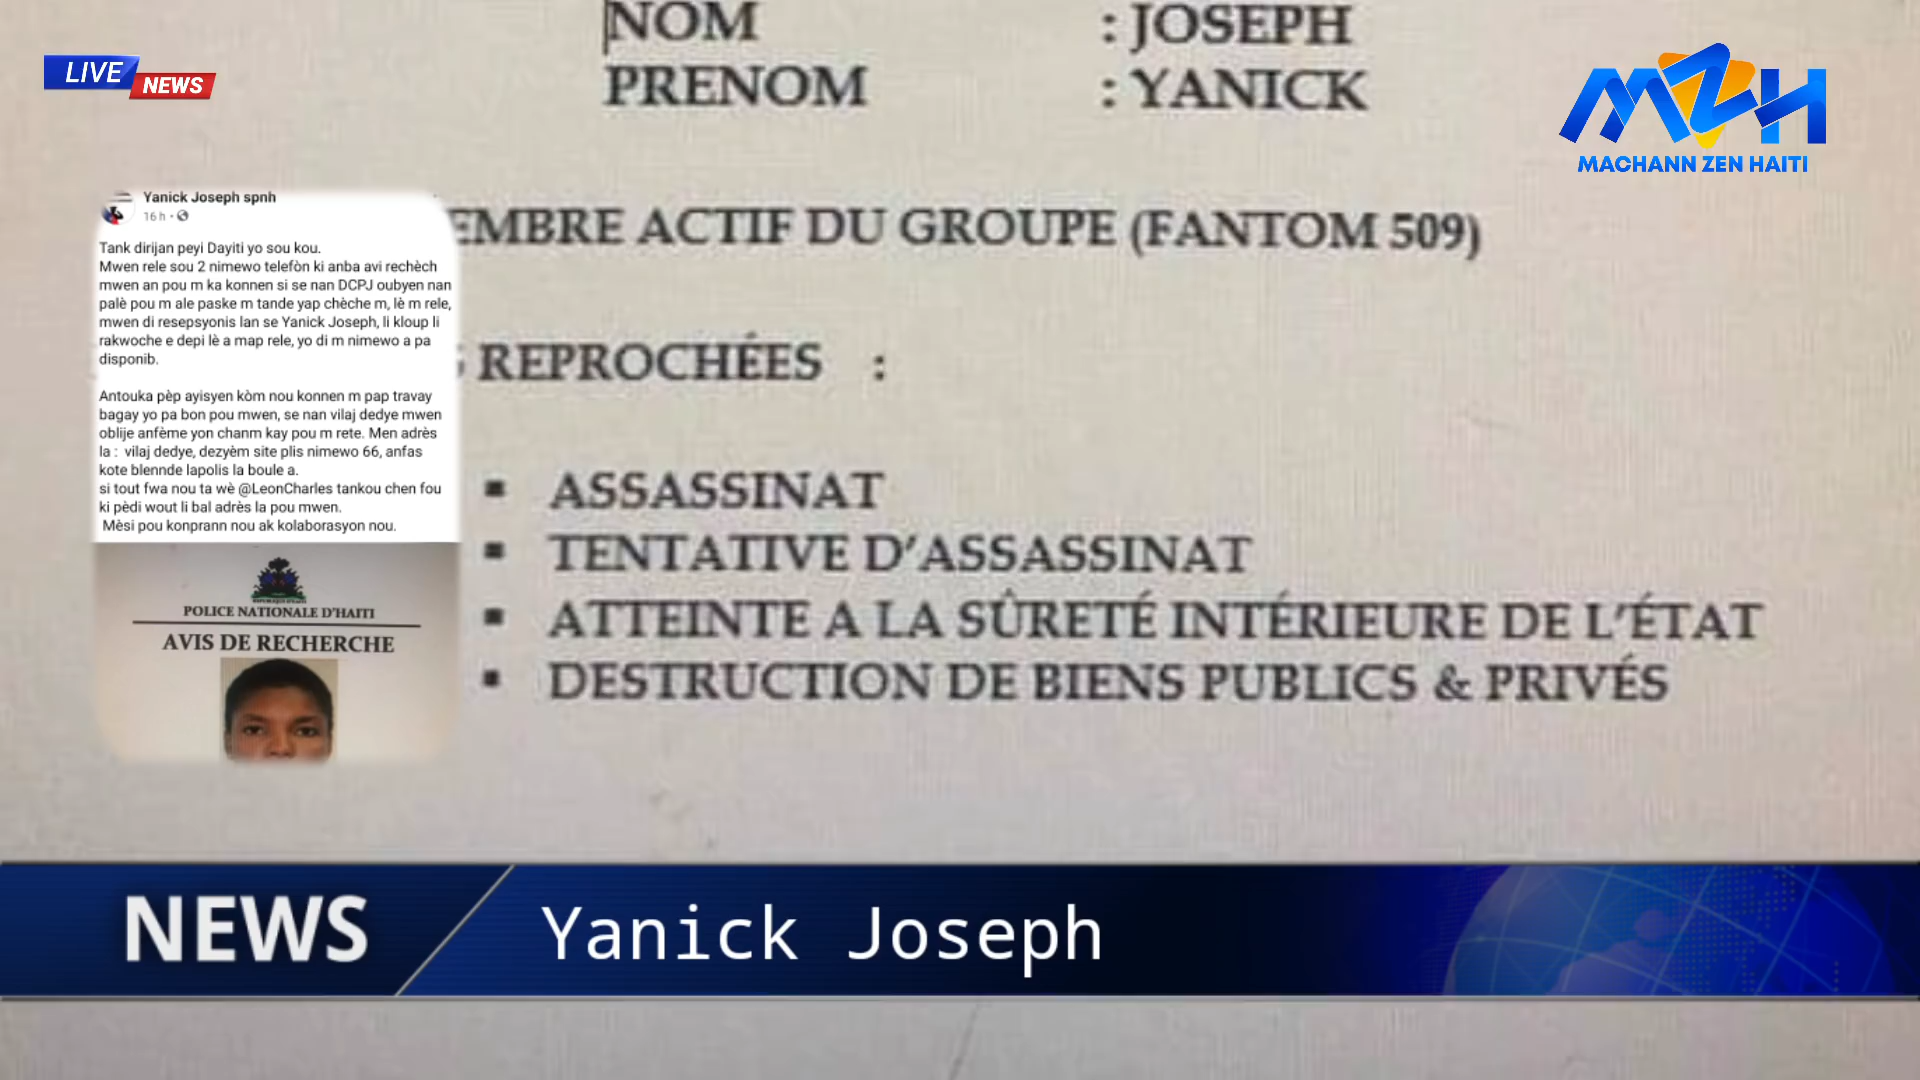 NOM : JOSEPH
PRENOM : YANICK
LIVE
NEWS
MZH
MACHANN ZEN HAITI
EMBRE ACTIF DU GROUPE (FANTOM 509)
REPROCHÉES :
▪ ASSASSINAT
▪ TENTATIVE D'ASSASSINAT
▪ ATTEINTE A LA SÛRETÉ INTÉRIEURE DE L'ÉTAT
▪ DESTRUCTION DE BIENS PUBLICS & PRIVÉS
Yanick Joseph spnh
16 h
Tank dirijan peyi Dayiti yo sou kou.
Mwen rele sou 2 nimewo telefòn ki anba avi rechèch
mwen an pou m ka konnen si se nan DCPJ oubyen nan
palè pou m ale paske m tande yap chèche m, lè m rele,
mwen di resepsyonis lan se Yanick Joseph, li kloup li
rakwoche e depi lè a map rele, yo di m nimewo a pa
disponib.
Antouka pèp ayisyen kòm nou konnen m pap travay
bagay yo pa bon pou mwen, se nan vilaj dedye mwen
oblije anfème yon chanm kay pou m rete. Men adrès
la : vilaj dedye, dezyèm site plis nimewo 66, anfas
kote blennde lapolis la boule a.
si tout fwa nou ta wè @LeonCharles tankou chen fou
ki pèdi wout li bal adrès la pou mwen.
Mèsi pou konprann nou ak kolaborasyon nou.
POLICE NATIONALE D'HAITI
AVIS DE RECHERCHE
NEWS
Yanick Joseph